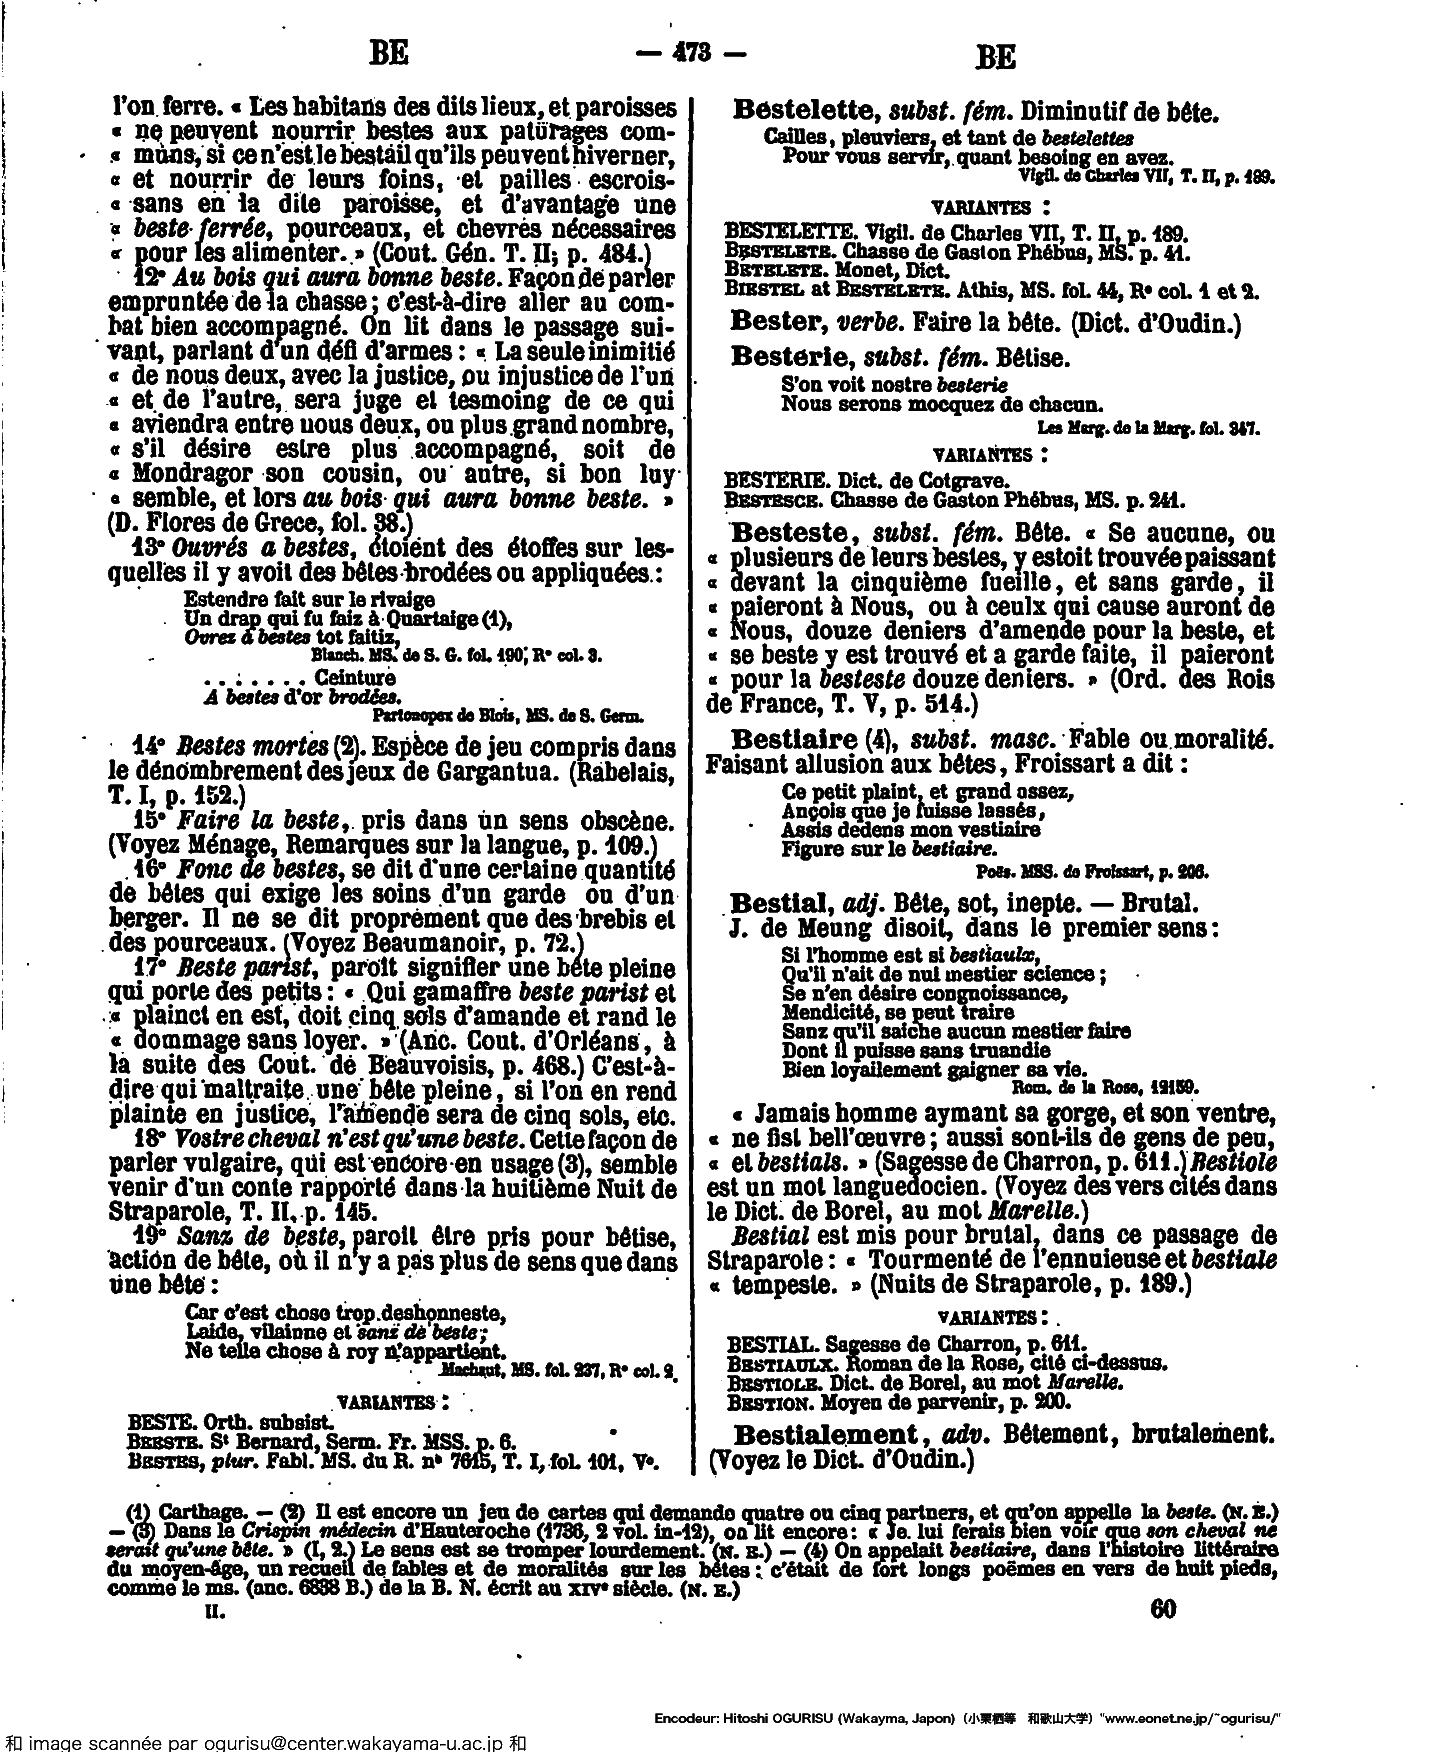 BE
— 473 —
BE
l'on ferre. « Les habitans des dits lieux, et paroisses
« ne peuvent nourrir bestes aux paturages com-
« muns, si ce n'est le bestail qu'ils peuvent hiverner,
« et nourrir de leurs foins, et pailles escrois-
« sans en la dite paroisse, et d'avantage une
« beste ferrée, pourceaux, et chevres nécessaires
« pour les alimenter. » (Cout. Gén. T. II, p. 484.)
12° Au bois qui aura bonne beste. Façon de parler
empruntée de la chasse ; c'est-à-dire aller au com-
bat bien accompagné. On lit dans le passage sui-
vant, parlant d'un défi d'armes : « La seule inimitié
« de nous deux, avec la justice, ou injustice de l'un
« et de l'autre, sera juge et tesmoing de ce qui
« aviendra entre nous deux, ou plus grand nombre,
« s'il désire estre plus accompagné, soit de
« Mondragor son cousin, ou autre, si bon luy
« semble, et lors au bois qui aura bonne beste. »
(D. Flores de Grece, fol. 38.)
13° Ouvrés a bestes, étoient des étoffes sur les-
quelles il y avoit des bêtes brodées ou appliquées :
Estendre fait sur le rivaige
Un drap qui fu faiz à Quartaige (1),
Ovrez à bestes tot faitiz,
Blanch. MS. de S. G. fol. 190, R° col. 3.
. . . . . . . Ceinture
A bestes d'or brodées.
Partonopex de Blois, MS. de S. Germ.
14° Bestes mortes (2). Espèce de jeu compris dans
le dénombrement des jeux de Gargantua. (Rabelais,
T. I, p. 152.)
15° Faire la beste, pris dans un sens obscène.
(Voyez Ménage, Remarques sur la langue, p. 109.)
16° Fonc de bestes, se dit d'une certaine quantité
de bêtes qui exige les soins d'un garde ou d'un
berger. Il ne se dit proprement que des brebis et
des pourceaux. (Voyez Beaumanoir, p. 72.)
17° Beste parist, paroît signifier une bête pleine
qui porte des petits : « Qui gamaffre beste parist et
« plainct en est, doit cinq sols d'amande et rand le
« dommage sans loyer. » (Anc. Cout. d'Orléans, à
la suite des Cout. de Beauvoisis, p. 468.) C'est-à-
dire qui maltraite une bête pleine, si l'on en rend
plainte en justice, l'amende sera de cinq sols, etc.
18° Vostre cheval n'est qu'une beste. Cette façon de
parler vulgaire, qui est encore en usage (3), semble
venir d'un conte rapporté dans la huitième Nuit de
Straparole, T. II, p. 145.
19° Sanz de beste, paroit être pris pour bêtise,
action de bête, où il n'y a pas plus de sens que dans
une bête :
Car c'est chose trop deshonneste,
Laide, vilainne et sanz de beste ;
Ne telle chose à roy n'appartient.
Machaut, MS. fol. 237, R° col. 2.
VARIANTES :
BESTE. Orth. subsist.
BEESTE. St Bernard, Serm. Fr. MSS. p. 6.
BESTES, plur. Fabl. MS. du R. n° 7615, T. I, fol. 101, V°.
Bestelette, subst. fém. Diminutif de bête.
Cailles, pleuviers, et tant de bestelettes
Pour vous servir, quant besoing en avez.
Vigil. de Charles VII, T. II, p. 189.
VARIANTES :
BESTELETTE. Vigil. de Charles VII, T. II, p. 189.
BESTELETE. Chasse de Gaston Phébus, MS. p. 41.
BETELETE. Monet, Dict.
BIESTEL at BESTELETE. Athis, MS. fol. 44, R° col. 1 et 2.
Bester, verbe. Faire la bête. (Dict. d'Oudin.)
Besterie, subst. fém. Bêtise.
S'on voit nostre besterie
Nous serons mocquez de chacun.
Les Marg. de la Marg. fol. 347.
VARIANTES :
BESTERIE. Dict. de Cotgrave.
BESTESCE. Chasse de Gaston Phébus, MS. p. 241.
Besteste, subst. fém. Bête. « Se aucune, ou
« plusieurs de leurs bestes, y estoit trouvée paissant
« devant la cinquième fueille, et sans garde, il
« paieront à Nous, ou à ceulx qui cause auront de
« Nous, douze deniers d'amende pour la beste, et
« se beste y est trouvé et a garde faite, il paieront
« pour la besteste douze deniers. » (Ord. des Rois
de France, T. V, p. 514.)
Bestiaire (4), subst. masc. Fable ou moralité.
Faisant allusion aux bêtes, Froissart a dit :
Ce petit plaint, et grand assez,
Ançois que je fuisse lassés,
Assis dedens mon vestiaire
Figure sur le bestiaire.
Poës. MSS. de Froissart, p. 206.
Bestial, adj. Bête, sot, inepte. — Brutal.
J. de Meung disoit, dans le premier sens :
Si l'homme est si bestiaulx,
Qu'il n'ait de nul mestier science ;
Se n'en désire congnoissance,
Mendicité, se peut traire
Sanz qu'il saiche aucun mestier faire
Dont il puisse sans truandie
Bien loyaulement gaigner sa vie.
Rom. de la Rose, 12159.
« Jamais homme aymant sa gorge, et son ventre,
« ne fist bell'œuvre ; aussi sont-ils de gens de peu,
« et bestials. » (Sagesse de Charron, p. 611.) Bestiole
est un mot languedocien. (Voyez des vers cités dans
le Dict. de Borel, au mot Marelle.)
Bestial est mis pour brutal, dans ce passage de
Straparole : « Tourmenté de l'ennuieuse et bestiale
« tempeste. » (Nuits de Straparole, p. 189.)
VARIANTES :
BESTIAL. Sagesse de Charron, p. 611.
BESTIAULX. Roman de la Rose, cité ci-dessus.
BESTIOLE. Dict. de Borel, au mot Marelle.
BESTION. Moyen de parvenir, p. 200.
Bestialement, adv. Bêtement, brutalement.
(Voyez le Dict. d'Oudin.)
(1) Carthage. — (2) Il est encore un jeu de cartes qui demande quatre ou cinq partners, et qu'on appelle la beste. (N. E.)
— (3) Dans le Crispin médecin d'Hauteroche (1736, 2 vol. in-12), on lit encore : « Je lui ferais bien voir que son cheval ne
serait qu'une bête. » (I, 2.) Le sens est se tromper lourdement. (N. E.) — (4) On appelait bestiaire, dans l'histoire littéraire
du moyen-âge, un recueil de fables et de moralités sur les bêtes : c'était de fort longs poëmes en vers de huit pieds,
comme le ms. (anc. 6838 B.) de la B. N. écrit au XIVe siècle. (N. E.)
II.
60
Encodeur: Hitoshi OGURISU (Wakayma, Japon) (小栗栖等 和歌山大学) "www.eonet.ne.jp/~ogurisu/"
和 image scannée par ogurisu@center.wakayama-u.ac.jp 和